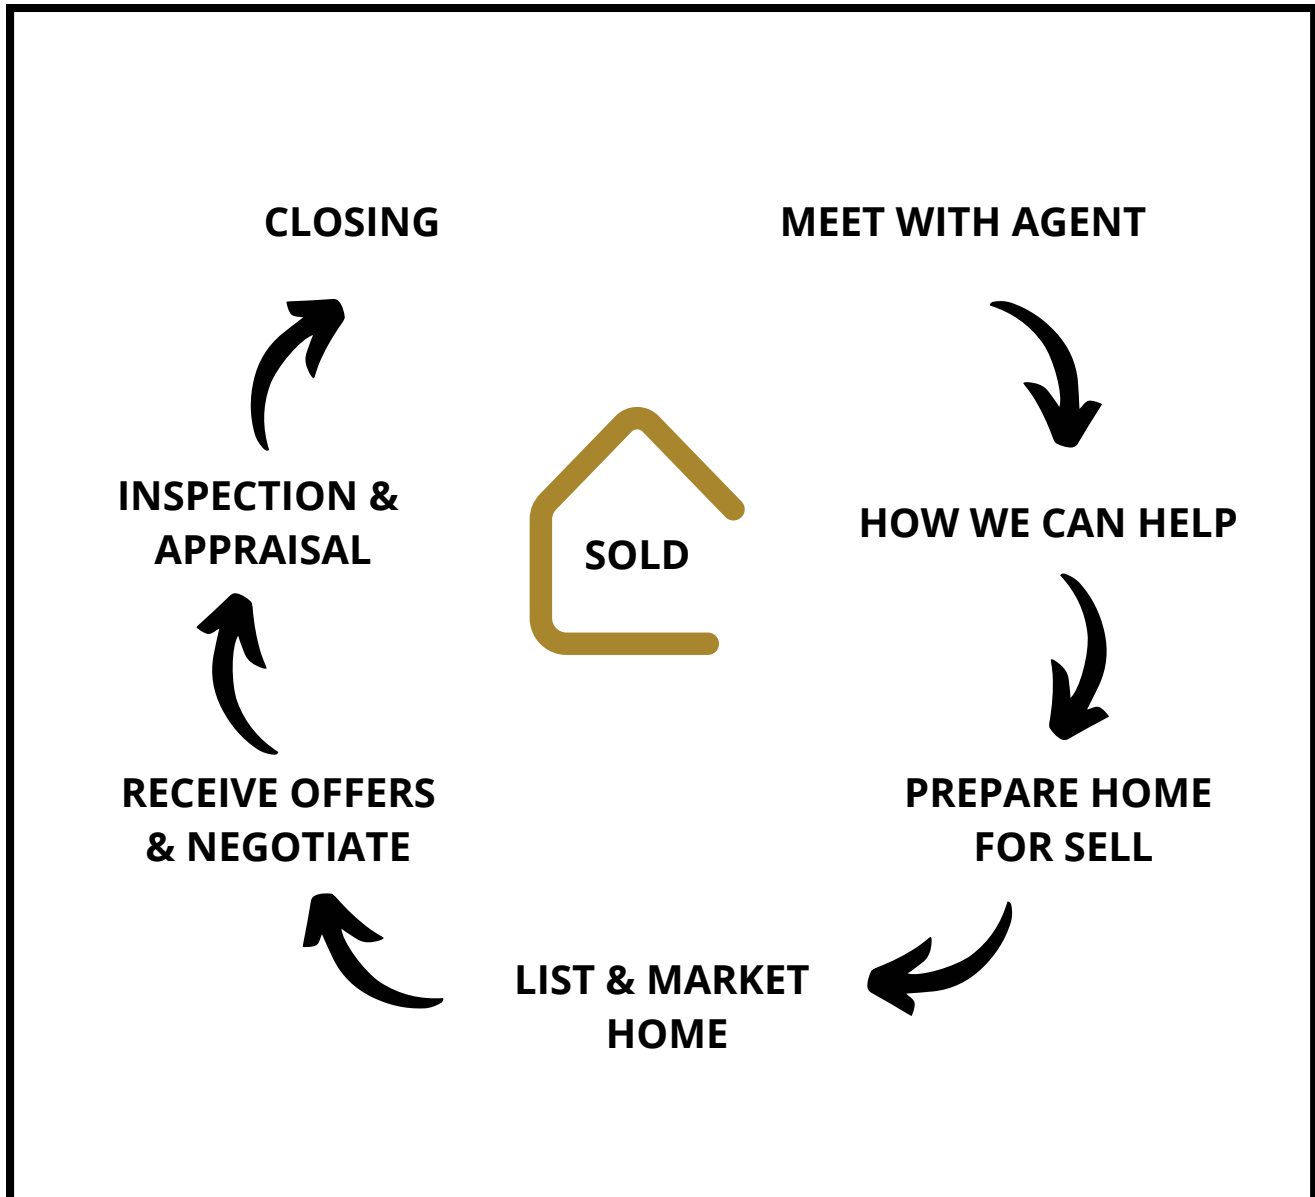 CLOSING
MEET WITH AGENT
INSPECTION &
APPRAISAL
SOLD
HOW WE CAN HELP
RECEIVE OFFERS
& NEGOTIATE
PREPARE HOME
FOR SELL
LIST & MARKET
HOME